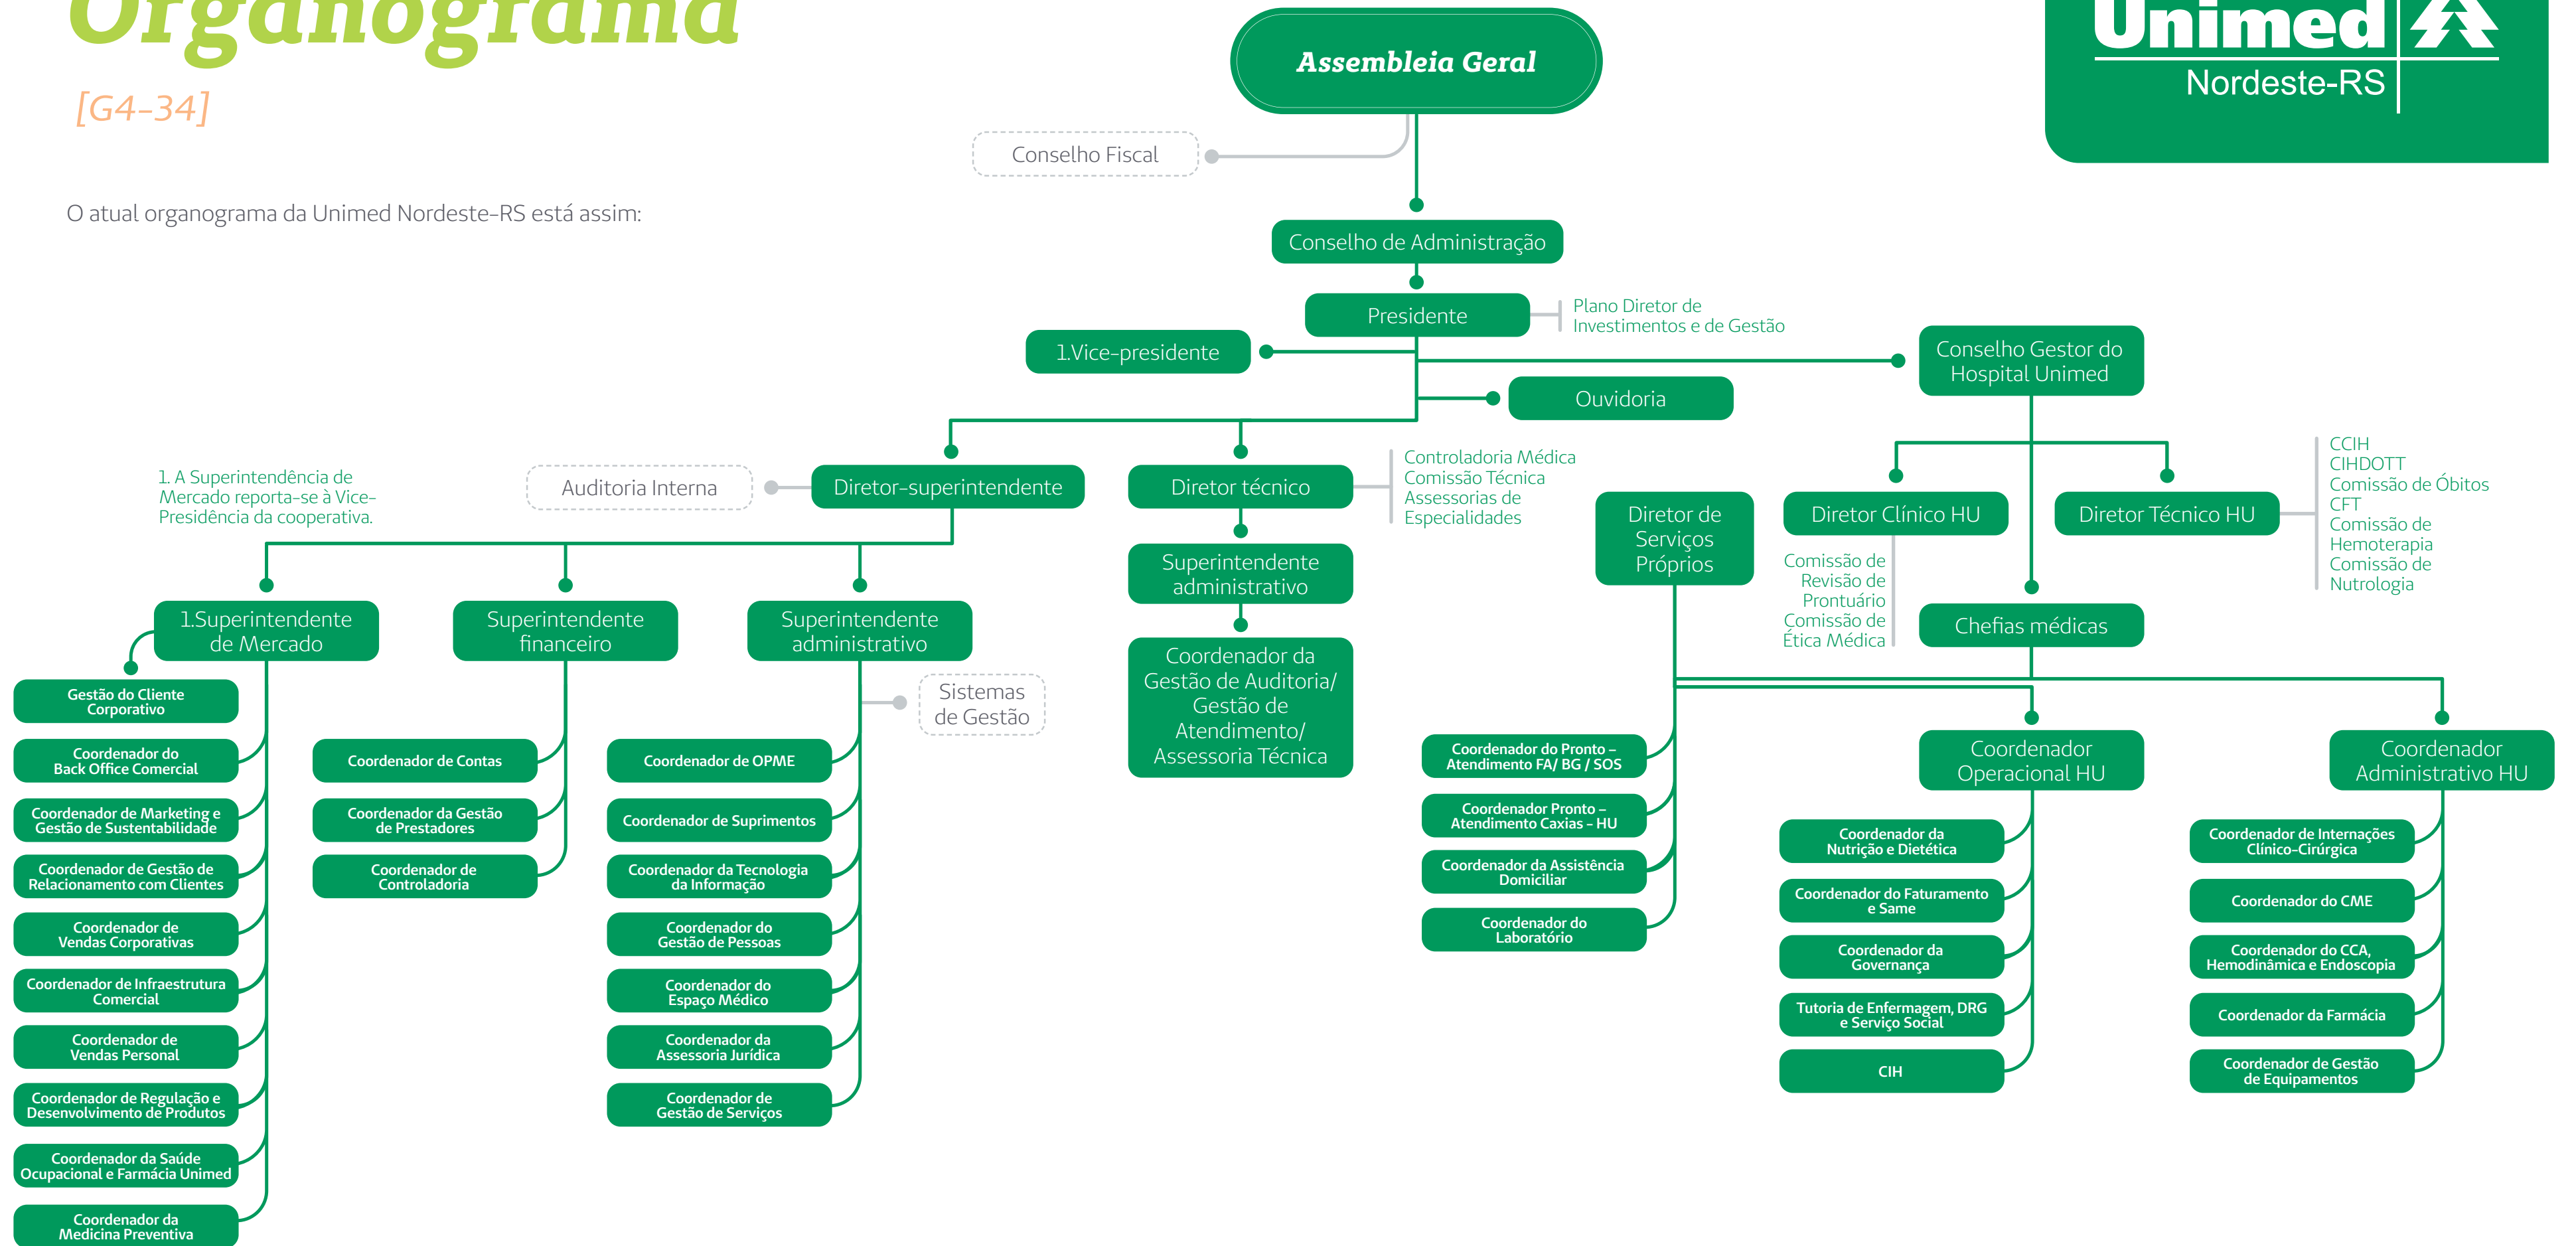 Organograma
[G4-34]
O atual organograma da Unimed Nordeste-RS está assim:
Unimed
Nordeste-RS
Assembleia Geral
Conselho Fiscal
Conselho de Administração
Presidente
Plano Diretor de
Investimentos e de Gestão
1.Vice-presidente
Conselho Gestor do
Hospital Unimed
Ouvidoria
1. A Superintendência de
Mercado reporta-se à Vice-
Presidência da cooperativa.
Auditoria Interna
Diretor-superintendente
Diretor técnico
Controladoria Médica
Comissão Técnica
Assessorias de
Especialidades
Diretor de
Serviços
Próprios
Diretor Clínico HU
Comissão de
Revisão de
Prontuário
Comissão de
Ética Médica
Diretor Técnico HU
CCIH
CIHDOTT
Comissão de Óbitos
CFT
Comissão de
Hemoterapia
Comissão de
Nutrologia
Chefias médicas
1.Superintendente
de Mercado
Superintendente
financeiro
Superintendente
administrativo
Sistemas
de Gestão
Superintendente
administrativo
Coordenador da
Gestão de Auditoria/
Gestão de
Atendimento/
Assessoria Técnica
Gestão do Cliente
Corporativo
Coordenador do
Back Office Comercial
Coordenador de Marketing e
Gestão de Sustentabilidade
Coordenador de Gestão de
Relacionamento com Clientes
Coordenador de
Vendas Corporativas
Coordenador de Infraestrutura
Comercial
Coordenador de
Vendas Personal
Coordenador de Regulação e
Desenvolvimento de Produtos
Coordenador da Saúde
Ocupacional e Farmácia Unimed
Coordenador da
Medicina Preventiva
Coordenador de Contas
Coordenador da Gestão
de Prestadores
Coordenador de
Controladoria
Coordenador de OPME
Coordenador de Suprimentos
Coordenador da Tecnologia
da Informação
Coordenador do
Gestão de Pessoas
Coordenador do
Espaço Médico
Coordenador da
Assessoria Jurídica
Coordenador de
Gestão de Serviços
Coordenador do Pronto –
Atendimento FA/ BG / SOS
Coordenador Pronto –
Atendimento Caxias - HU
Coordenador da Assistência
Domiciliar
Coordenador do
Laboratório
Coordenador
Operacional HU
Coordenador da
Nutrição e Dietética
Coordenador do Faturamento
e Same
Coordenador da
Governança
Tutoria de Enfermagem, DRG
e Serviço Social
CIH
Coordenador
Administrativo HU
Coordenador de Internações
Clínico-Cirúrgica
Coordenador do CME
Coordenador do CCA,
Hemodinâmica e Endoscopia
Coordenador da Farmácia
Coordenador de Gestão
de Equipamentos